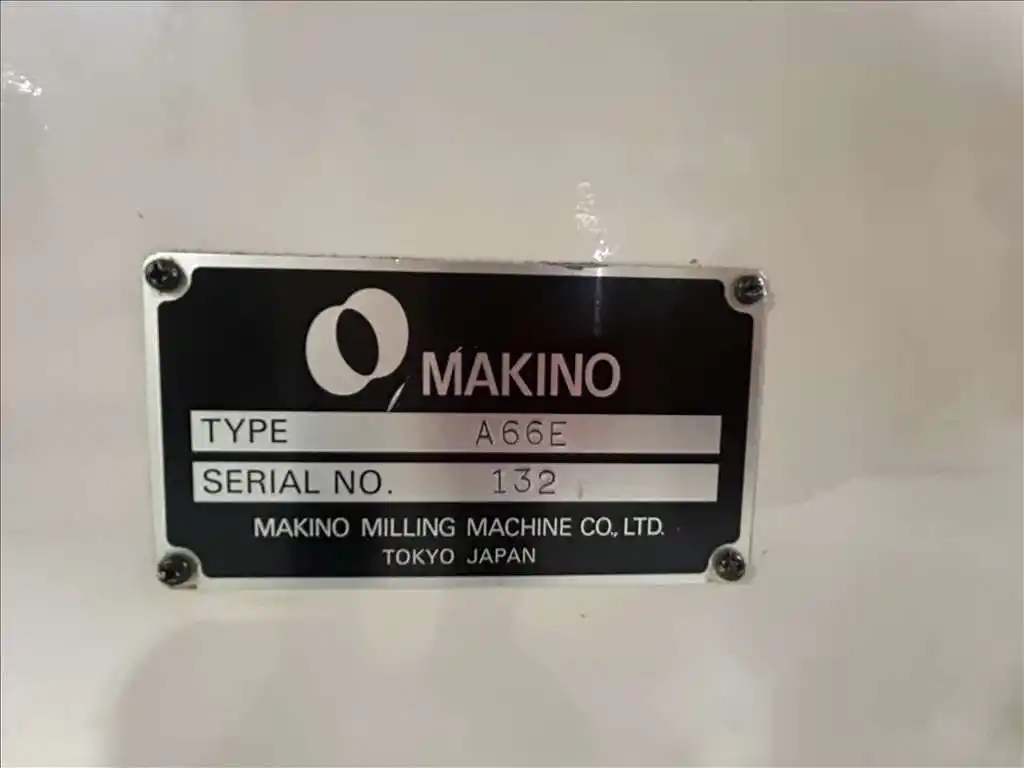 MAKINO
TYPE A66E
SERIAL NO. 132
MAKINO MILLING MACHINE CO., LTD.
TOKYO JAPAN